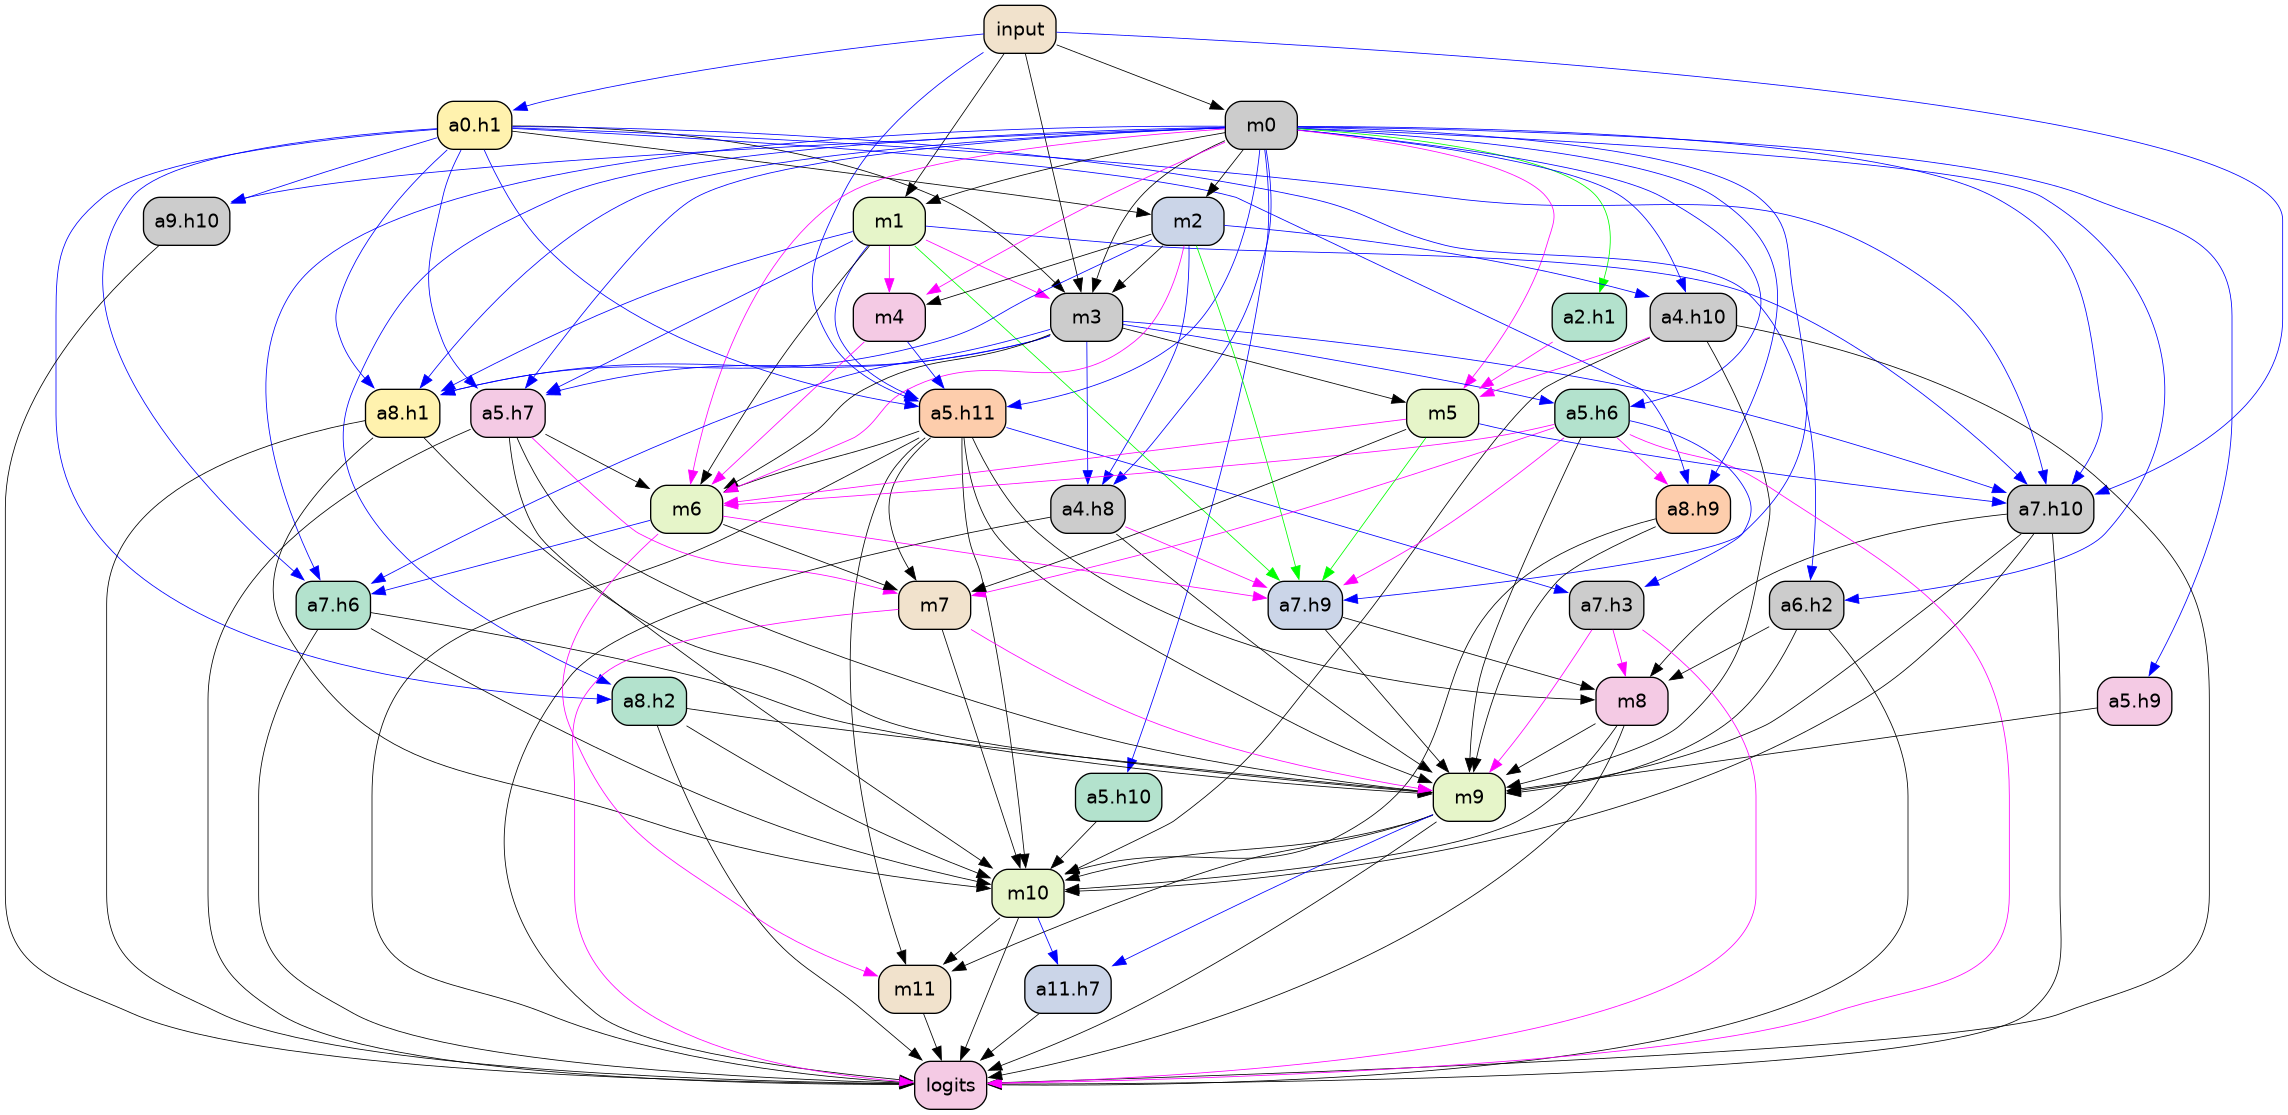 input
a0.h1 m0
a9.h10 m1 m2
m4 m3 a2.h1 a4.h10
a8.h1 a5.h7 a5.h11 m5 a5.h6
m6 a4.h8 a8.h9 a7.h10
a7.h6 m7 a7.h9 a7.h3 a6.h2
a8.h2 m8 a5.h9
a5.h10 m9
m10
m11 a11.h7
logits